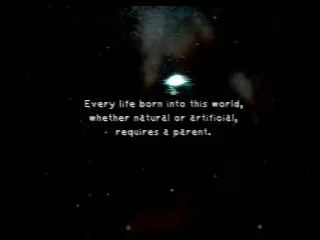 Every life born into this world,
whether natural or artificial,
requires a parent.